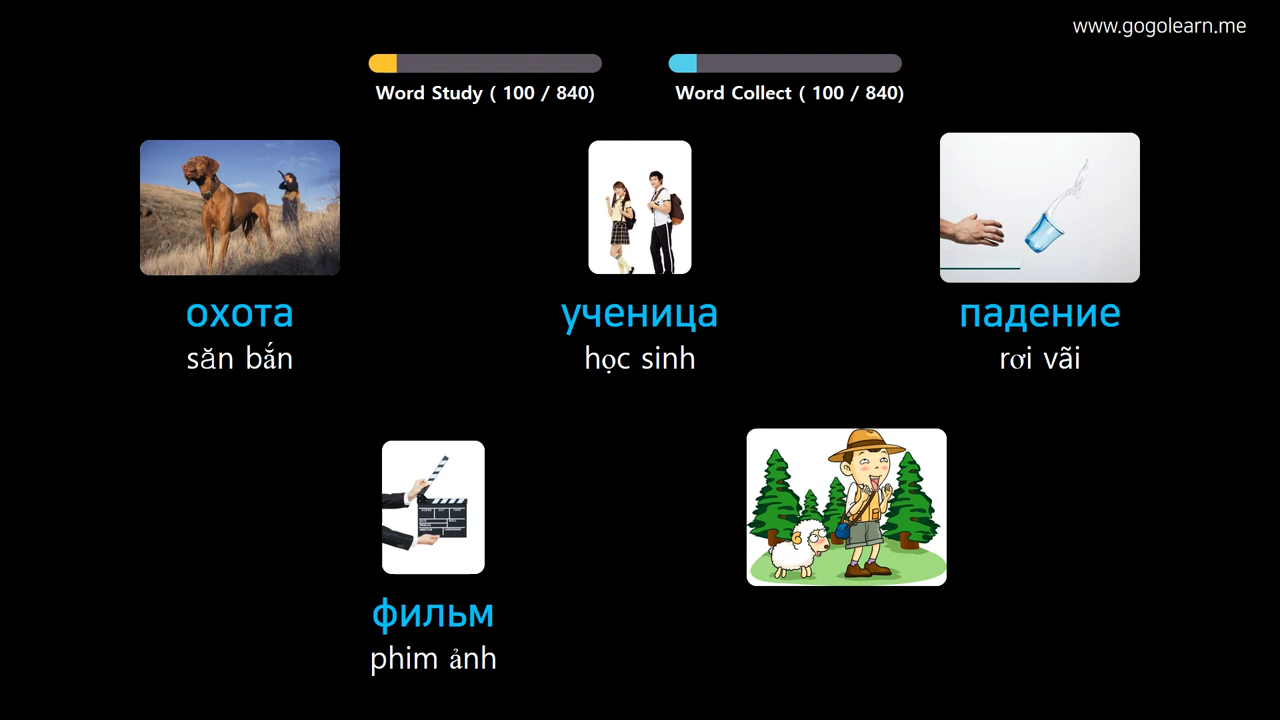 www.gogolearn.me
Word Study ( 100 / 840)
Word Collect ( 100 / 840)
охота
săn bắn
ученица
học sinh
падение
rơi vãi
фильм
phim ảnh